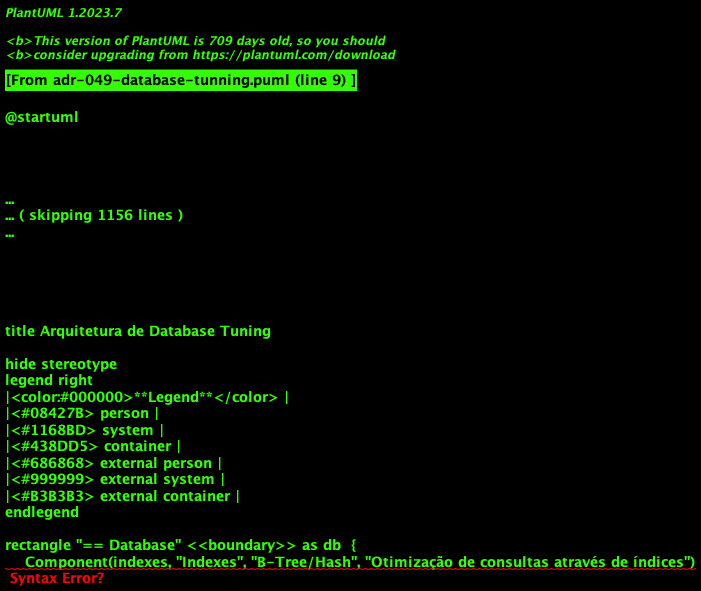 PlantUML 1.2023.7
<b>This version of PlantUML is 709 days old, so you should
<b>consider upgrading from https://plantuml.com/download
[From adr-049-database-tunning.puml (line 9) ]
@startuml
...
... ( skipping 1156 lines )
...
title Arquitetura de Database Tuning
hide stereotype
legend right
|<color:#000000>**Legend**</color> |
|<#08427B> person |
|<#1168BD> system |
|<#438DD5> container |
|<#686868> external person |
|<#999999> external system |
|<#B3B3B3> external container |
endlegend
rectangle "== Database" <<boundary>> as db  {
    Component(indexes, "Indexes", "B-Tree/Hash", "Otimização de consultas através de índices")
Syntax Error?